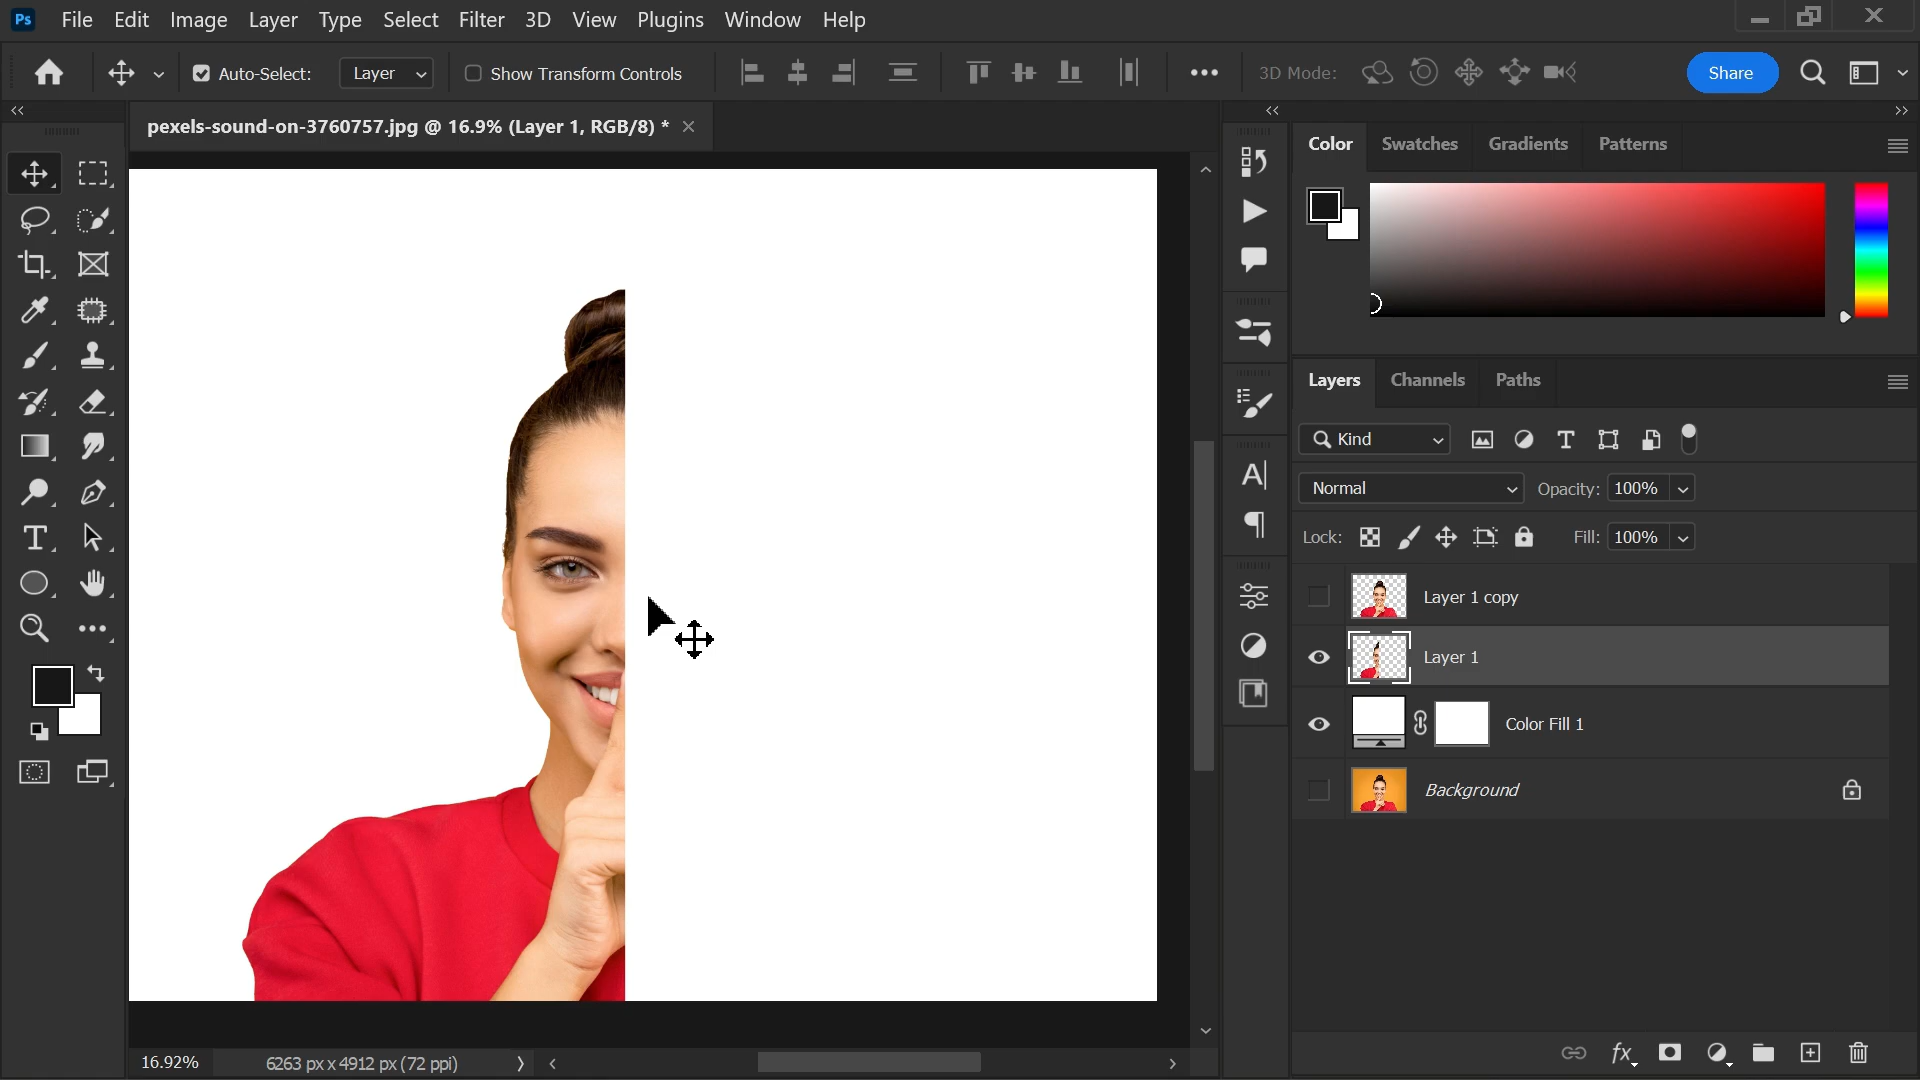 Ps File Edit Image Layer Type Select Filter 3D View Plugins Window Help
Auto-Select: Layer Show Transform Controls 3D Mode: Share
pexels-sound-on-3760757.jpg @ 16.9% (Layer 1, RGB/8) *
Color Swatches Gradients Patterns
Layers Channels Paths
Kind
Normal Opacity: 100%
Lock: Fill: 100%
Layer 1 copy
Layer 1
Color Fill 1
Background
16.92% 6263 px x 4912 px (72 ppi)